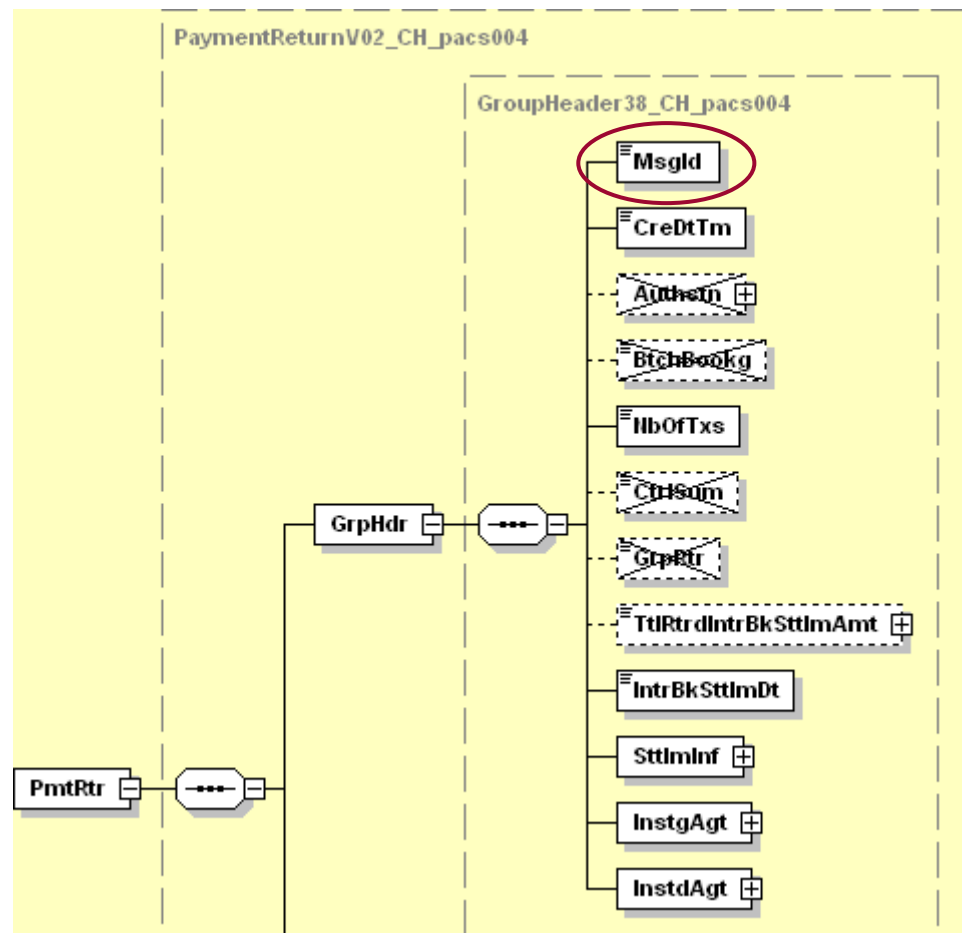 PaymentReturnV02_CH_pacs004
GroupHeader38_CH_pacs004
MsgId
CreDtTm
Authstn
BtchBookg
NbOfTxs
CtrlSum
GrpHdr
GrpRtr
TtlRtrdIntrBkSttlmAmt
IntrBkSttlmDt
SttlmInf
PmtRtr
InstgAgt
InstdAgt